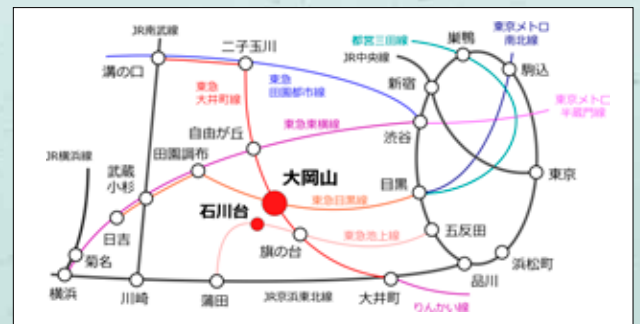 JR南武線
二子玉川
都営三田線
巣鴨
東京メトロ
南北線
溝の口
JR中央線
駒込
東急
大井町線
東急
田園都市線
新宿
東京メトロ
半蔵門線
自由が丘
東急東横線
渋谷
JR横浜線
武蔵
小杉
田園調布
大岡山
目黒
東京
石川台
東急目黒線
日吉
旗の台
東急池上線
五反田
菊名
浜松町
横浜
川崎
蒲田
JR京浜東北線
大井町
品川
りんかい線